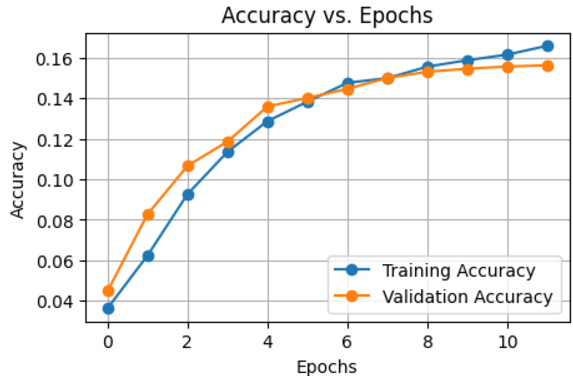 Accuracy vs. Epochs
0.16
0.14
0.12
0.10
0.08
0.06
0.04
Accuracy
Training Accuracy
Validation Accuracy
0 2 4 6 8 10
Epochs